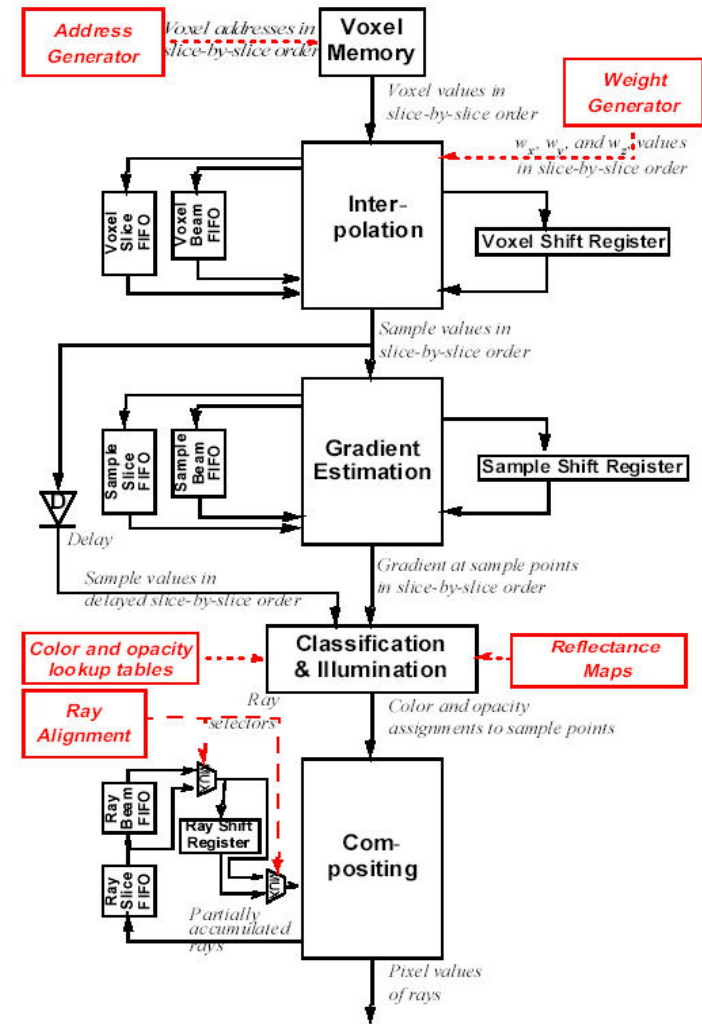 Address
Generator
Voxel addresses in
slice-by-slice order
Voxel
Memory
Voxel values in
slice-by-slice order
Weight
Generator
w_x, w_y, and w_z, values
in slice-by-slice order
Voxel
Slice
FIFO
Voxel
Beam
FIFO
Inter-
polation
Voxel Shift Register
Sample values in
slice-by-slice order
Sample
Slice
FIFO
Sample
Beam
FIFO
Gradient
Estimation
Sample Shift Register
D
Delay
Sample values in
delayed slice-by-slice order
Gradient at sample points
in slice-by-slice order
Color and opacity
lookup tables
Classification
& Illumination
Reflectance
Maps
Ray
Alignment
Ray
selectors
Color and opacity
assignments to sample points
MUX
Ray
Beam
FIFO
Ray Shift
Register
Ray
Slice
FIFO
MUX
Com-
positing
Partially
accumulated
rays
Pixel values
of rays